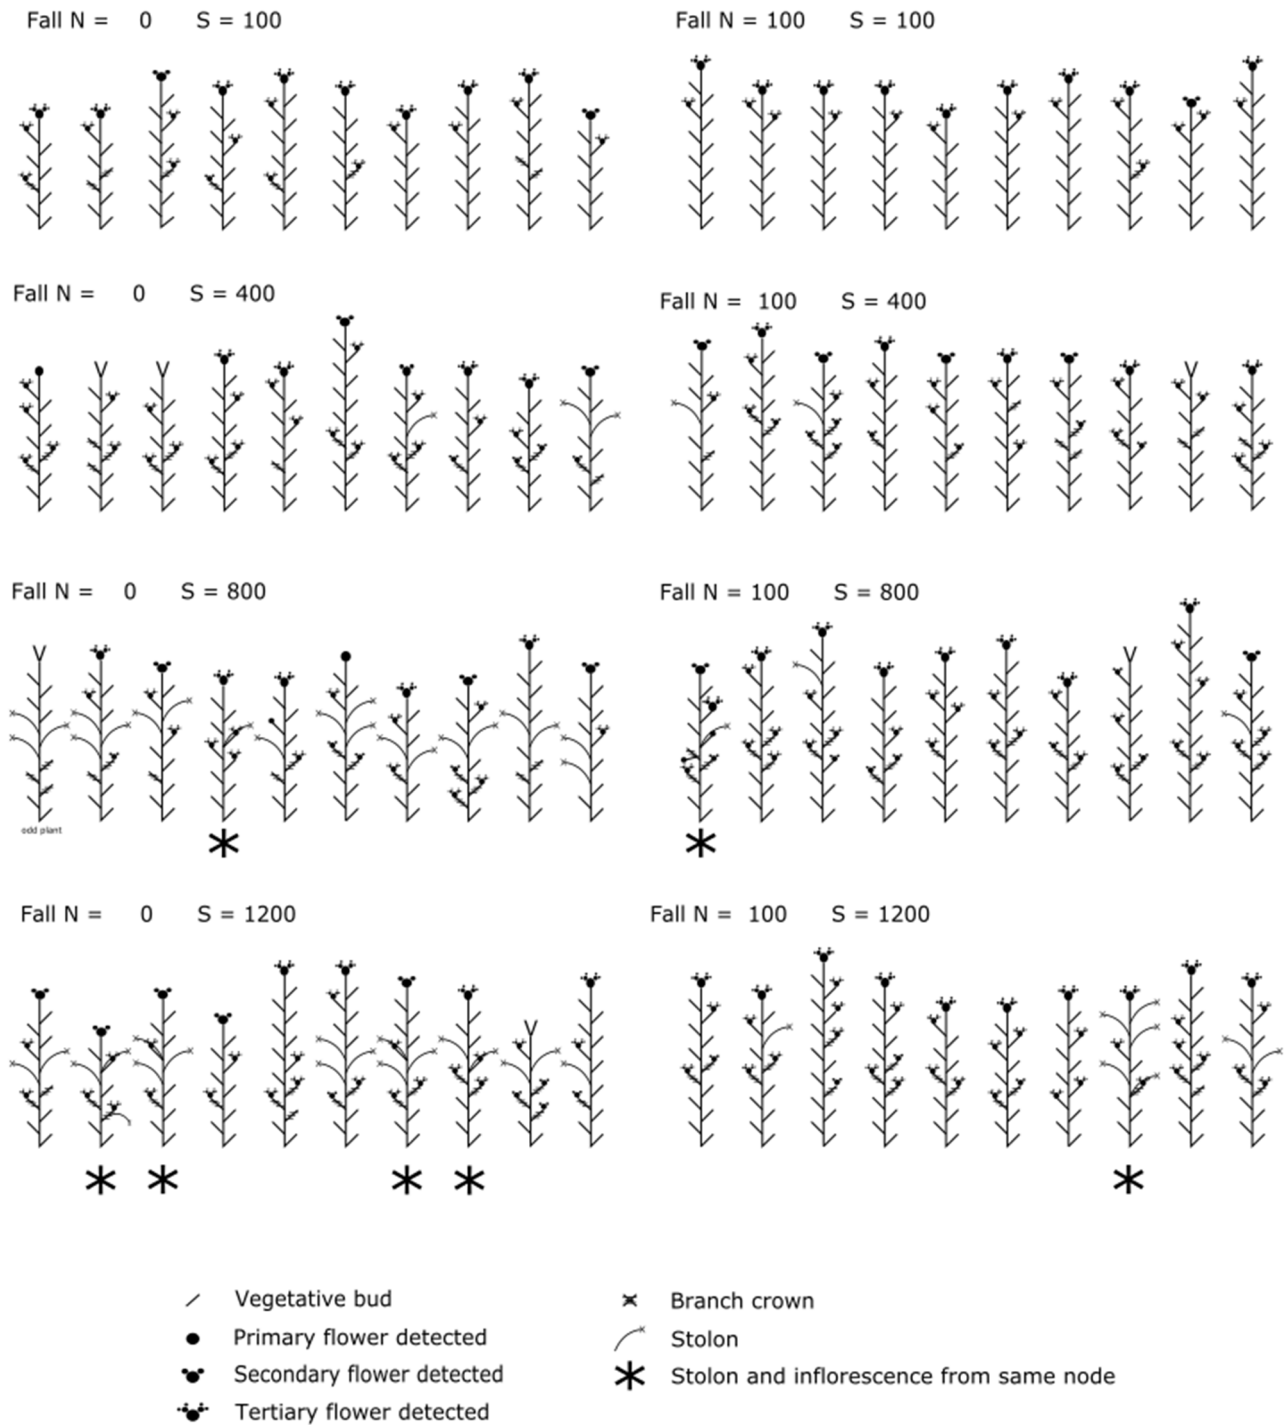 Fall N = 0 S = 100
Fall N = 100 S = 100
Fall N = 0 S = 400
Fall N = 100 S = 400
Fall N = 0 S = 800
Fall N = 100 S = 800
odd plant
Fall N = 0 S = 1200
Fall N = 100 S = 1200
Vegetative bud
Primary flower detected
Secondary flower detected
Tertiary flower detected
Branch crown
Stolon
Stolon and inflorescence from same node